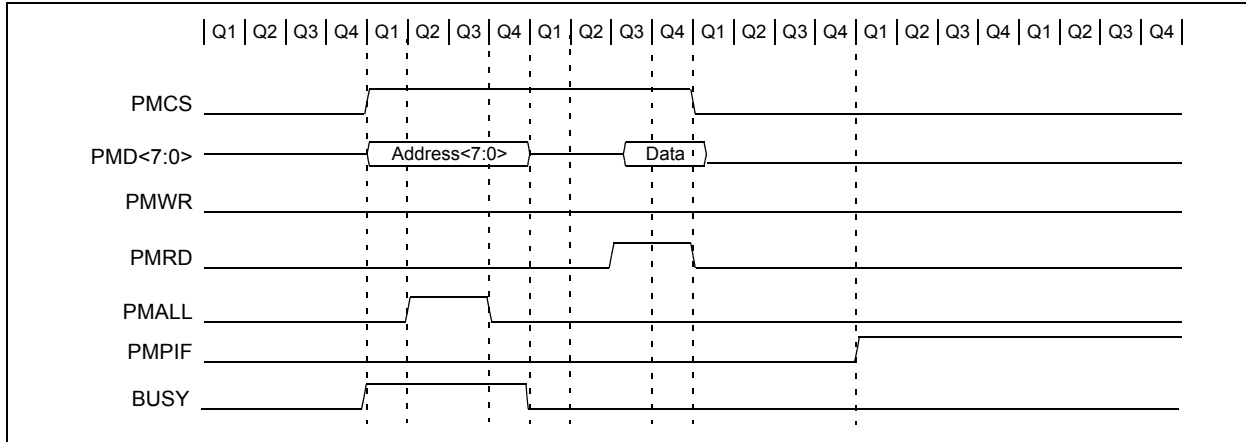 Q1 Q2 Q3 Q4 Q1 Q2 Q3 Q4 Q1 Q2 Q3 Q4 Q1 Q2 Q3 Q4 Q1 Q2 Q3 Q4 Q1 Q2 Q3 Q4
PMCS
PMD<7:0> Address<7:0> Data
PMWR
PMRD
PMALL
PMPIF
BUSY